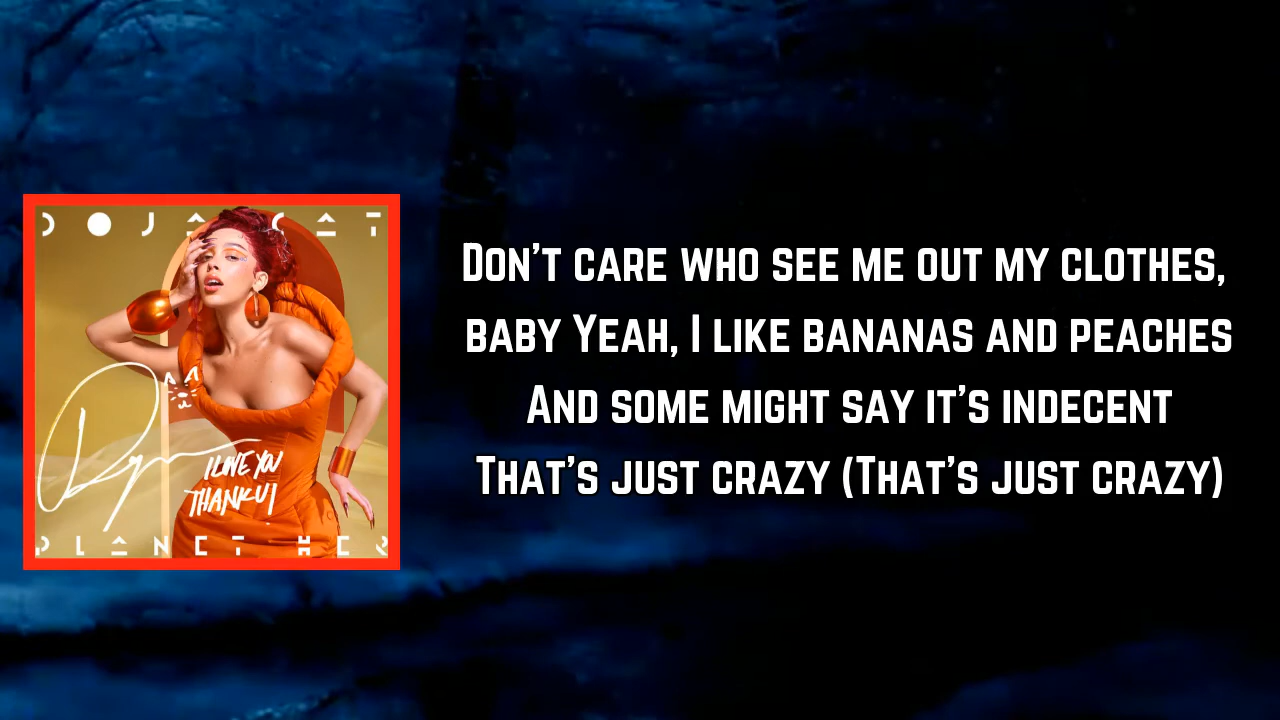 DOJA CAT
I LOVE YOU
THANK U!
PLANET HER
DON'T CARE WHO SEE ME OUT MY CLOTHES,
BABY YEAH, I LIKE BANANAS AND PEACHES
AND SOME MIGHT SAY IT'S INDECENT
THAT'S JUST CRAZY (THAT'S JUST CRAZY)